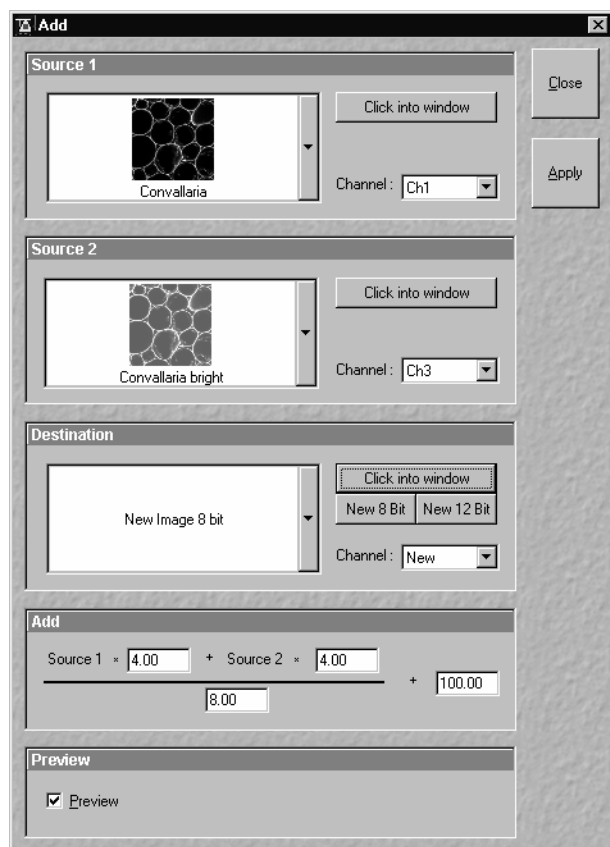 Add
Source 1
Close
Click into window
Convallaria
Channel : Ch1
Apply
Source 2
Click into window
Convallaria bright
Channel : Ch3
Destination
Click into window
New Image 8 bit
New 8 Bit New 12 Bit
Channel : New
Add
Source 1 × 4.00 + Source 2 × 4.00
+ 100.00
8.00
Preview
Preview